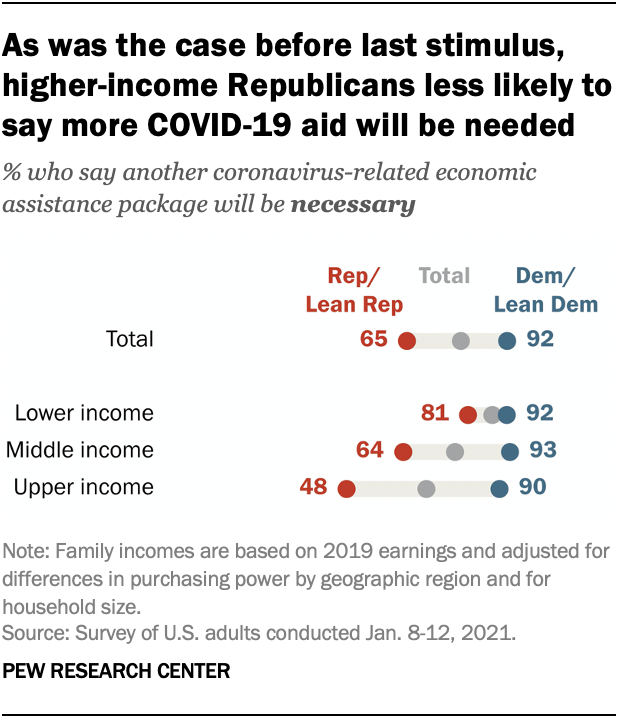 As was the case before last stimulus,
higher-income Republicans less likely to
say more COVID-19 aid will be needed
% who say another coronavirus-related economic
assistance package will be necessary
Rep/
Lean Rep
Total
Dem/
Lean Dem
Total 65 92
Lower income 81 92
Middle income 64 93
Upper income 48 90
Note: Family incomes are based on 2019 earnings and adjusted for
differences in purchasing power by geographic region and for
household size.
Source: Survey of U.S. adults conducted Jan. 8-12, 2021.
PEW RESEARCH CENTER